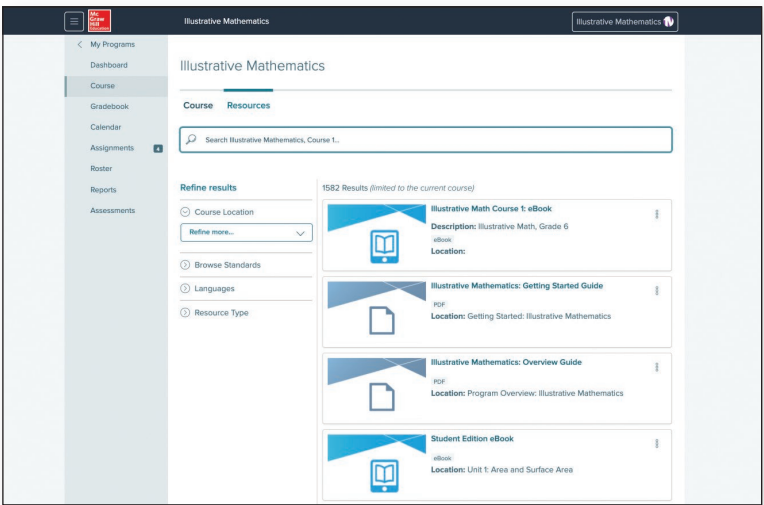 Mc
Graw
Hill
Education
Illustrative Mathematics
Illustrative Mathematics
My Programs
Dashboard
Course
Gradebook
Calendar
Assignments 4
Roster
Reports
Assessments
Illustrative Mathematics
Course Resources
Search Illustrative Mathematics, Course 1...
Refine results
Course Location
Refine more...
Browse Standards
Languages
Resource Type
1582 Results (limited to the current course)
Illustrative Math Course 1: eBook
Description: Illustrative Math, Grade 6
eBook
Location:
Illustrative Mathematics: Getting Started Guide
PDF
Location: Getting Started: Illustrative Mathematics
Illustrative Mathematics: Overview Guide
PDF
Location: Program Overview: Illustrative Mathematics
Student Edition eBook
eBook
Location: Unit 1: Area and Surface Area